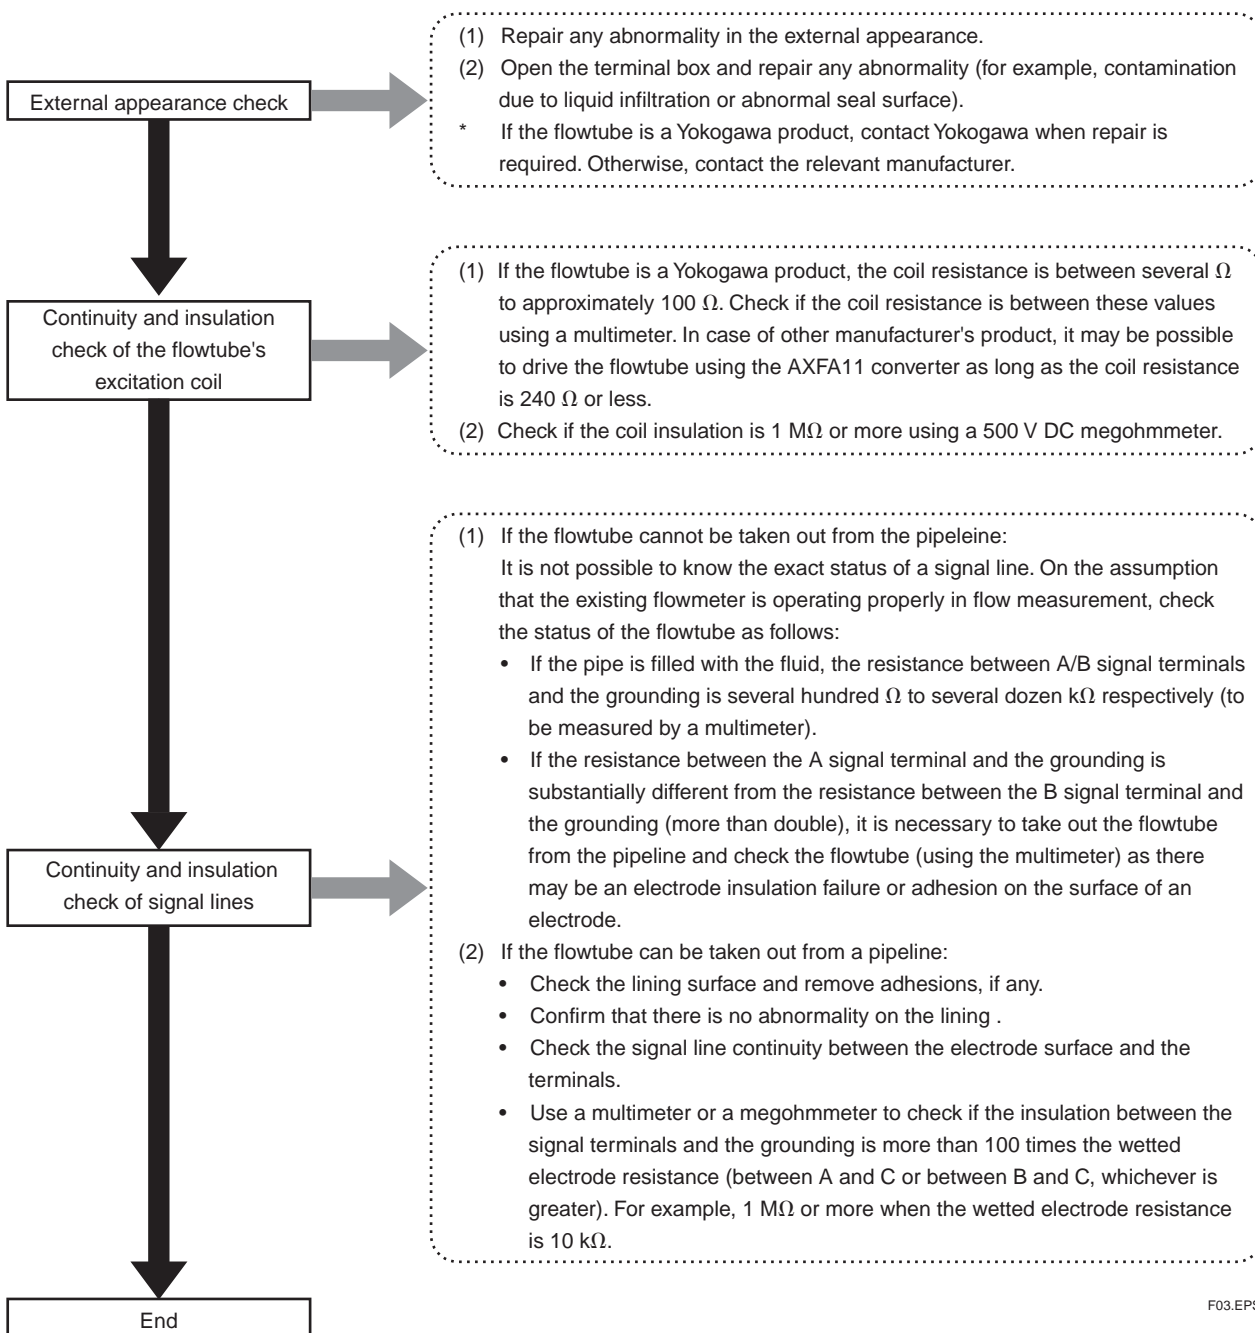 External appearance check
(1) Repair any abnormality in the external appearance.
(2) Open the terminal box and repair any abnormality (for example, contamination
due to liquid infiltration or abnormal seal surface).
* If the flowtube is a Yokogawa product, contact Yokogawa when repair is
required. Otherwise, contact the relevant manufacturer.
Continuity and insulation
check of the flowtube's
excitation coil
(1) If the flowtube is a Yokogawa product, the coil resistance is between several Ω
to approximately 100 Ω. Check if the coil resistance is between these values
using a multimeter. In case of other manufacturer's product, it may be possible
to drive the flowtube using the AXFA11 converter as long as the coil resistance
is 240 Ω or less.
(2) Check if the coil insulation is 1 MΩ or more using a 500 V DC megohmmeter.
Continuity and insulation
check of signal lines
(1) If the flowtube cannot be taken out from the pipeleine:
It is not possible to know the exact status of a signal line. On the assumption
that the existing flowmeter is operating properly in flow measurement, check
the status of the flowtube as follows:
• If the pipe is filled with the fluid, the resistance between A/B signal terminals
and the grounding is several hundred Ω to several dozen kΩ respectively (to
be measured by a multimeter).
• If the resistance between the A signal terminal and the grounding is
substantially different from the resistance between the B signal terminal and
the grounding (more than double), it is necessary to take out the flowtube
from the pipeline and check the flowtube (using the multimeter) as there
may be an electrode insulation failure or adhesion on the surface of an
electrode.
(2) If the flowtube can be taken out from a pipeline:
• Check the lining surface and remove adhesions, if any.
• Confirm that there is no abnormality on the lining .
• Check the signal line continuity between the electrode surface and the
terminals.
• Use a multimeter or a megohmmeter to check if the insulation between the
signal terminals and the grounding is more than 100 times the wetted
electrode resistance (between A and C or between B and C, whichever is
greater). For example, 1 MΩ or more when the wetted electrode resistance
is 10 kΩ.
End
F03.EPS